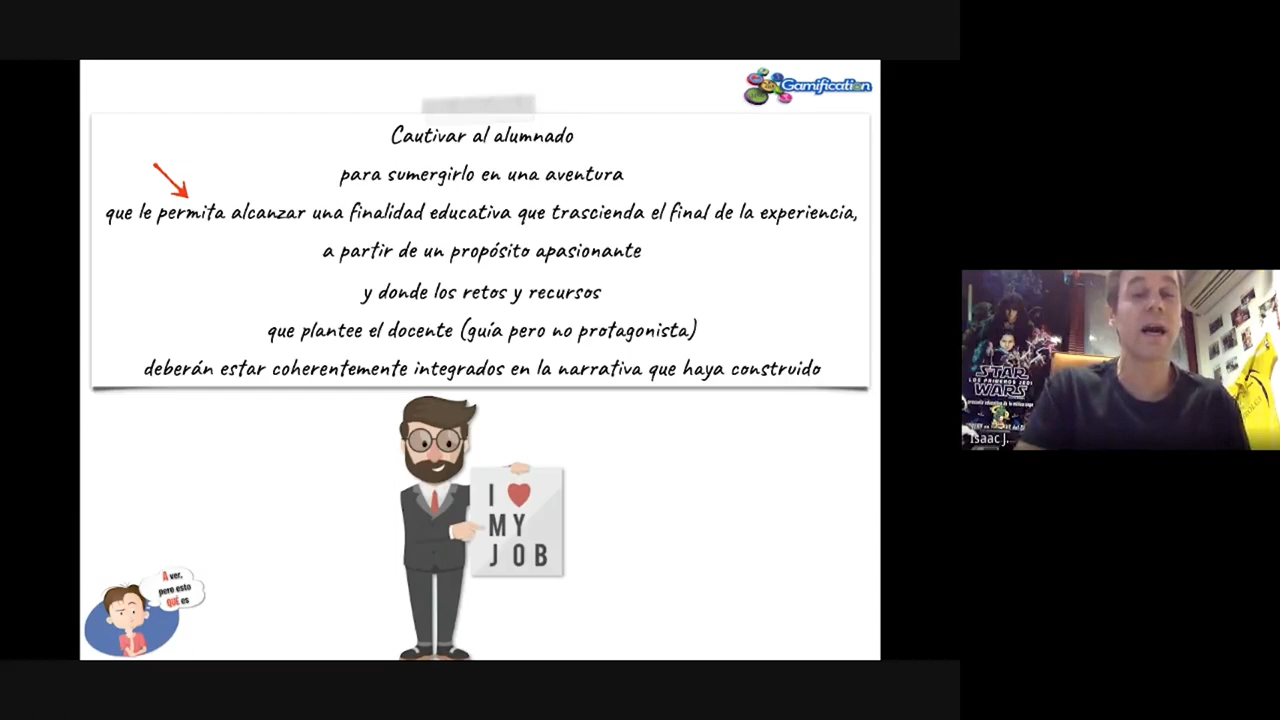 Gamification
Cautivar al alumnado
para sumergirlo en una aventura
que le permita alcanzar una finalidad educativa que trascienda el final de la experiencia,
a partir de un propósito apasionante
y donde los retos y recursos
que plantee el docente (guía pero no protagonista)
deberán estar coherentemente integrados en la narrativa que haya construido
I
MY
JOB
A ver,
pero esto
QUÉ es
STAR
LOS PRIMEROS JEDI
WARS
Isaac J.